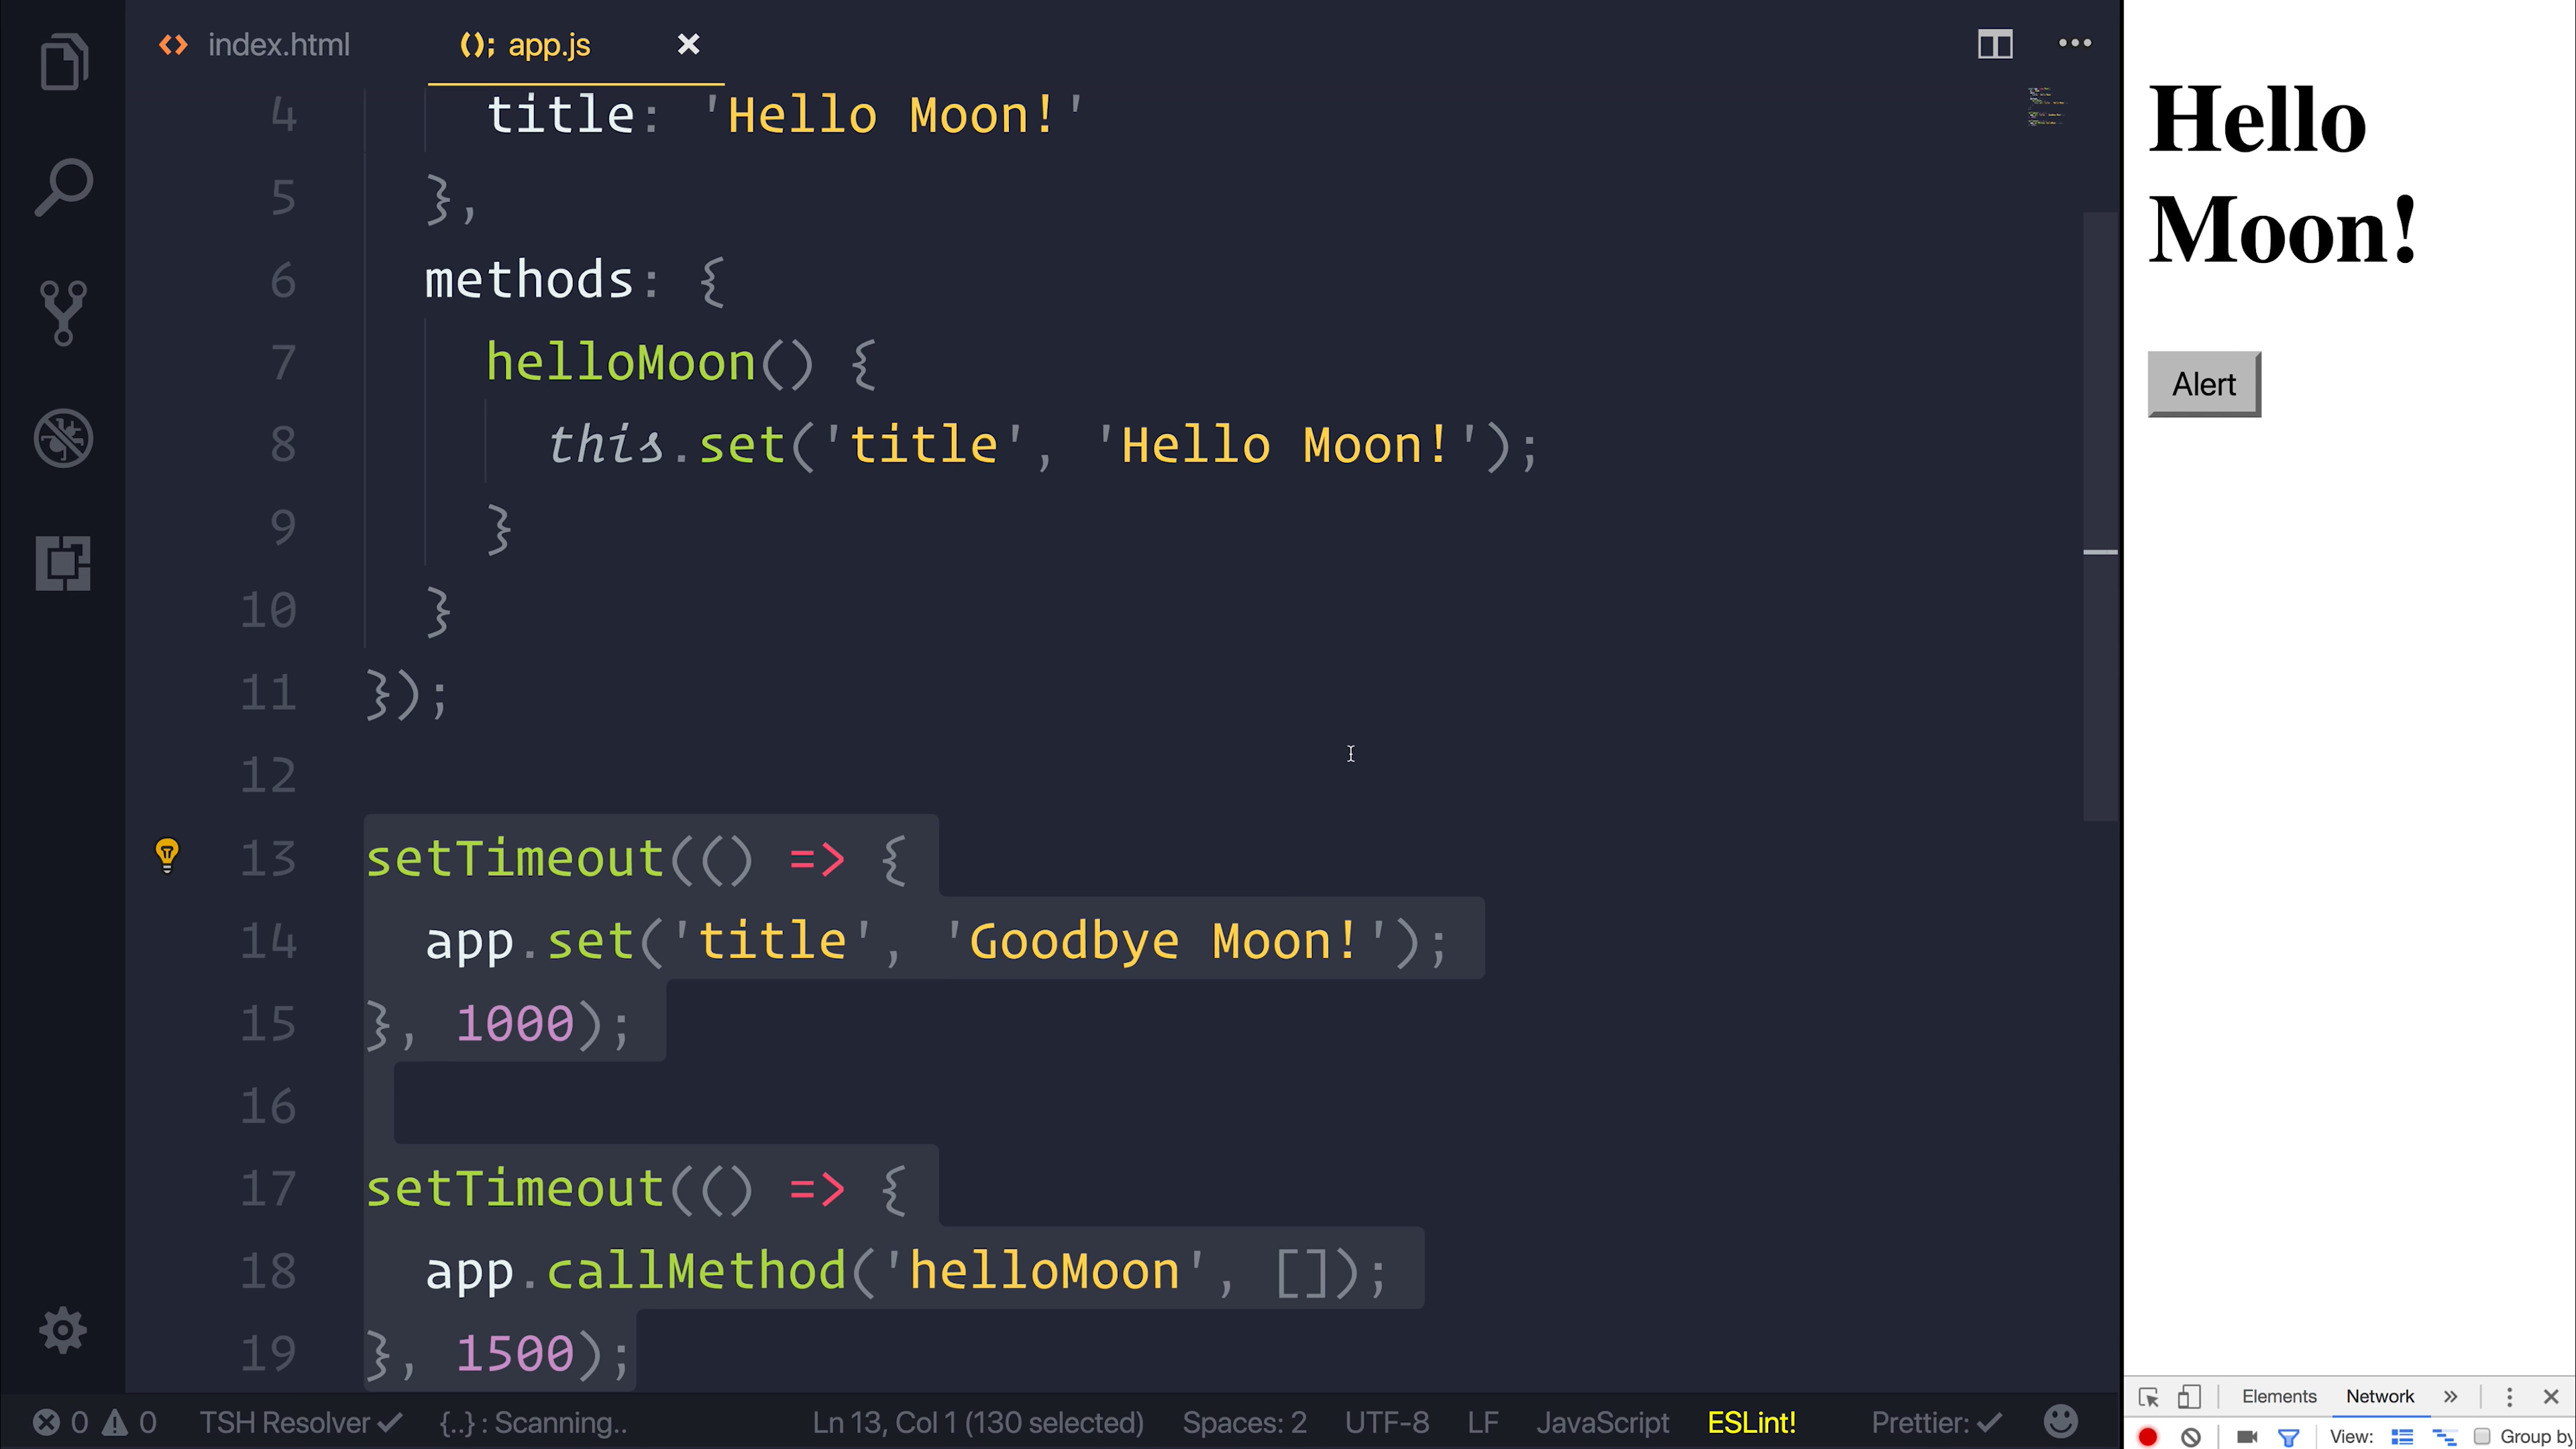 index.html
(); app.js
4 title: 'Hello Moon!'
5 },
6 methods: {
7 helloMoon() {
8 this.set('title', 'Hello Moon!');
9 }
10 }
11 });
12
13 setTimeout(() => {
14 app.set('title', 'Goodbye Moon!');
15 }, 1000);
16
17 setTimeout(() => {
18 app.callMethod('helloMoon', []);
19 }, 1500);
0 0 TSH Resolver {..} : Scanning.. Ln 13, Col 1 (130 selected) Spaces: 2 UTF-8 LF JavaScript ESLint! Prettier:
Hello
Moon!
Alert
Elements Network »
View: Group by